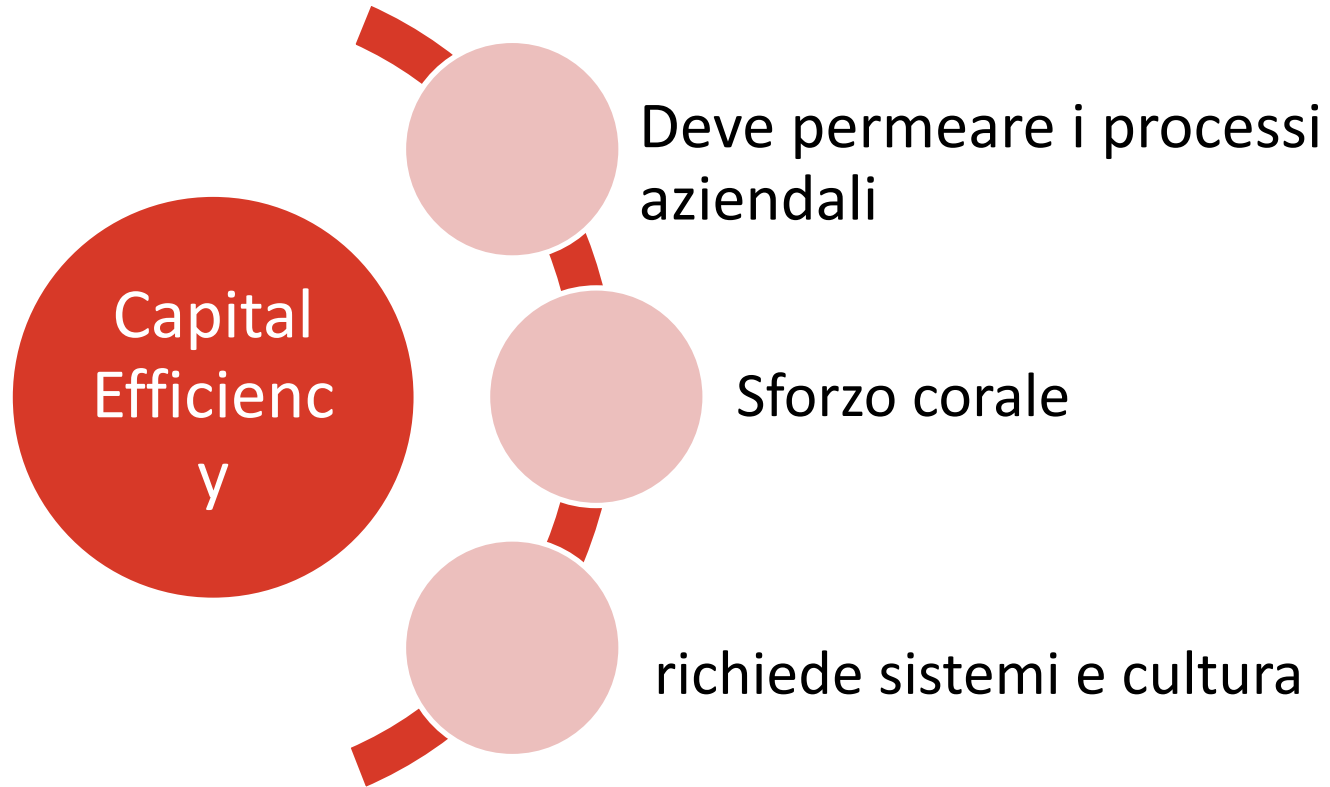 Capital
Efficienc
y
Deve permeare i processi
aziendali
Sforzo corale
richiede sistemi e cultura